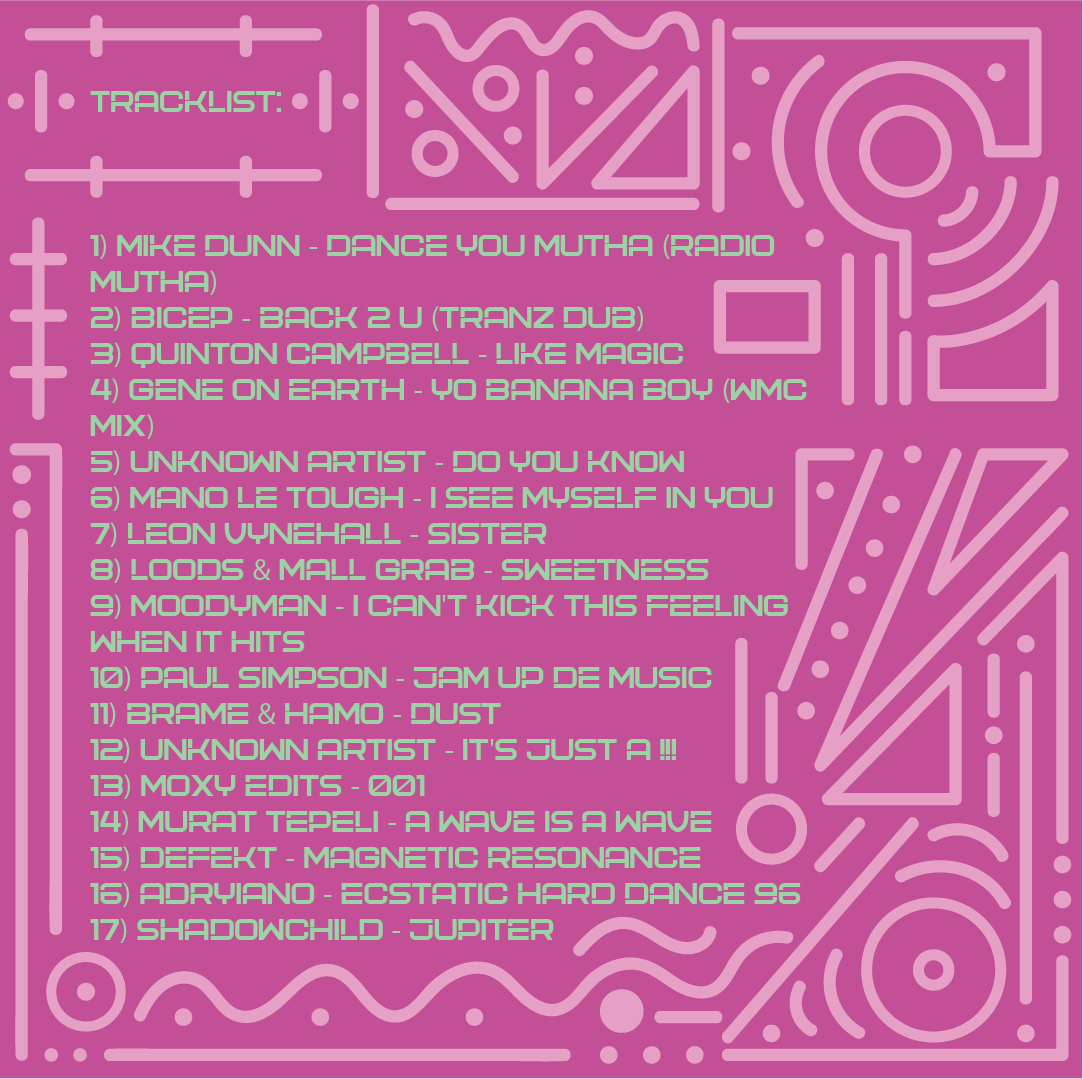 TRACKLIST:
1) MIKE DUNN - DANCE YOU MUTHA (RADIO
MUTHA)
2) BICEP - BACK 2 U (TRANZ DUB)
3) QUINTON CAMPBELL - LIKE MAGIC
4) GENE ON EARTH - YO BANANA BOY (WMC
MIX)
5) UNKNOWN ARTIST - DO YOU KNOW
6) MANO LE TOUGH - I SEE MYSELF IN YOU
7) LEON VYNEHALL - SISTER
8) LOODS & MALL GRAB - SWEETNESS
9) MOODYMAN - I CAN'T KICK THIS FEELING
WHEN IT HITS
10) PAUL SIMPSON - JAM UP DE MUSIC
11) BRAME & HAMO - DUST
12) UNKNOWN ARTIST - IT'S JUST A !!!
13) MOXY EDITS - 001
14) MURAT TEPELI - A WAVE IS A WAVE
15) DEFEKT - MAGNETIC RESONANCE
16) ADRYIANO - ECSTATIC HARD DANCE 96
17) SHADOWCHILD - JUPITER